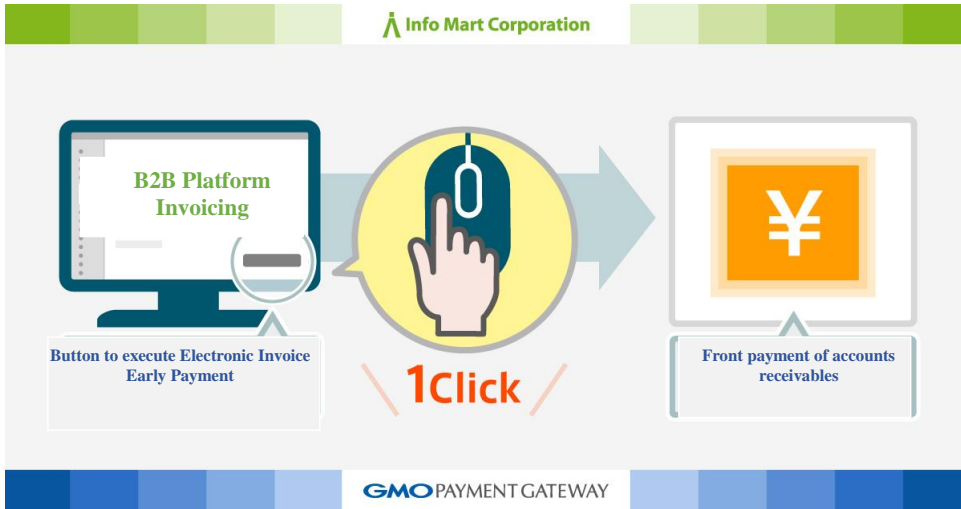 Info Mart Corporation
B2B Platform
Invoicing
¥
Button to execute Electronic Invoice
Early Payment
1Click
Front payment of accounts
receivables
GMO PAYMENT GATEWAY